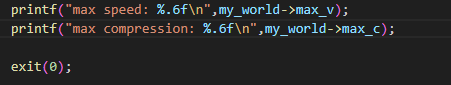 printf("max speed: %.6f\n",my_world->max_v);
printf("max compression: %.6f\n",my_world->max_c);
exit(0);